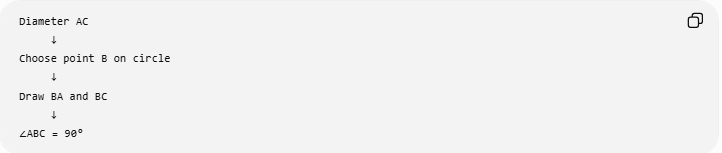 Diameter AC
↓
Choose point B on circle
↓
Draw BA and BC
↓
∠ABC = 90°